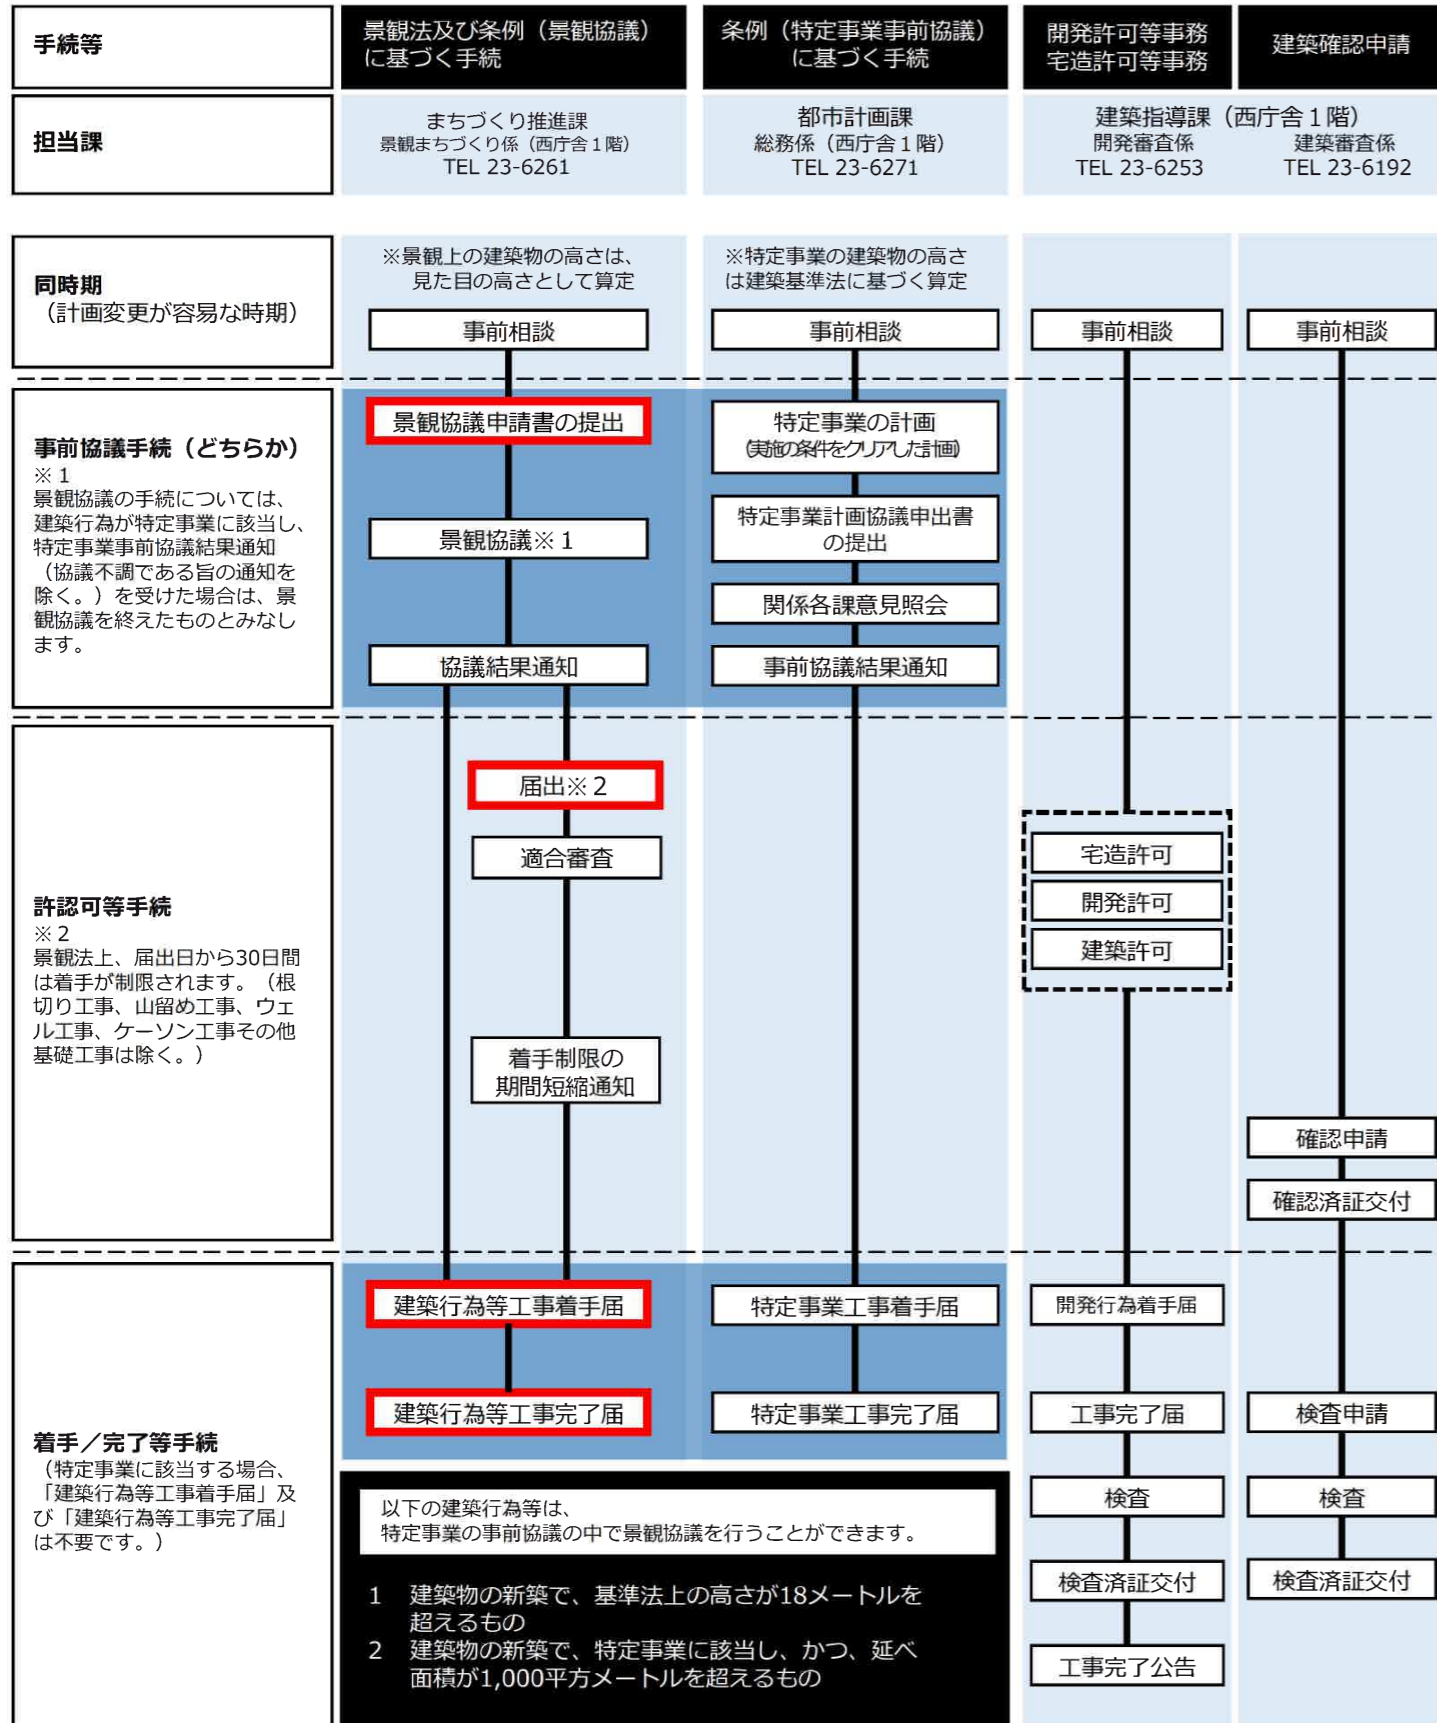 手続等
景観法及び条例（景観協議）
に基づく手続
条例（特定事業事前協議）
に基づく手続
開発許可等事務
宅造許可等事務
建築確認申請
担当課
まちづくり推進課
景観まちづくり係（西庁舎１階）
TEL 23-6261
都市計画課
総務係（西庁舎１階）
TEL 23-6271
建築指導課（西庁舎１階）
開発審査係
TEL 23-6253
建築審査係
TEL 23-6192
同時期
（計画変更が容易な時期）
※景観上の建築物の高さは、
見た目の高さとして算定
※特定事業の建築物の高さ
は建築基準法に基づく算定
事前相談
事前相談
事前相談
事前相談
事前協議手続（どちらか）
※１
景観協議の手続については、
建築行為が特定事業に該当し、
特定事業事前協議結果通知
（協議不調である旨の通知を
除く。）を受けた場合は、景
観協議を終えたものとみなし
ます。
景観協議申請書の提出
景観協議※１
協議結果通知
特定事業の計画
（実施の条件をクリアした計画）
特定事業計画協議申出書
の提出
関係各課意見照会
事前協議結果通知
許認可等手続
※２
景観法上、届出日から30日間
は着手が制限されます。（根
切り工事、山留め工事、ウェ
ル工事、ケーソン工事その他
基礎工事は除く。）
届出※２
適合審査
着手制限の
期間短縮通知
宅造許可
開発許可
建築許可
確認申請
確認済証交付
着手／完了等手続
（特定事業に該当する場合、
「建築行為等工事着手届」及
び「建築行為等工事完了届」
は不要です。）
建築行為等工事着手届
建築行為等工事完了届
特定事業工事着手届
特定事業工事完了届
開発行為着手届
工事完了届
検査
検査済証交付
工事完了公告
検査申請
検査
検査済証交付
以下の建築行為等は、
特定事業の事前協議の中で景観協議を行うことができます。
1 建築物の新築で、基準法上の高さが18メートルを
超えるもの
2 建築物の新築で、特定事業に該当し、かつ、延べ
面積が1,000平方メートルを超えるもの